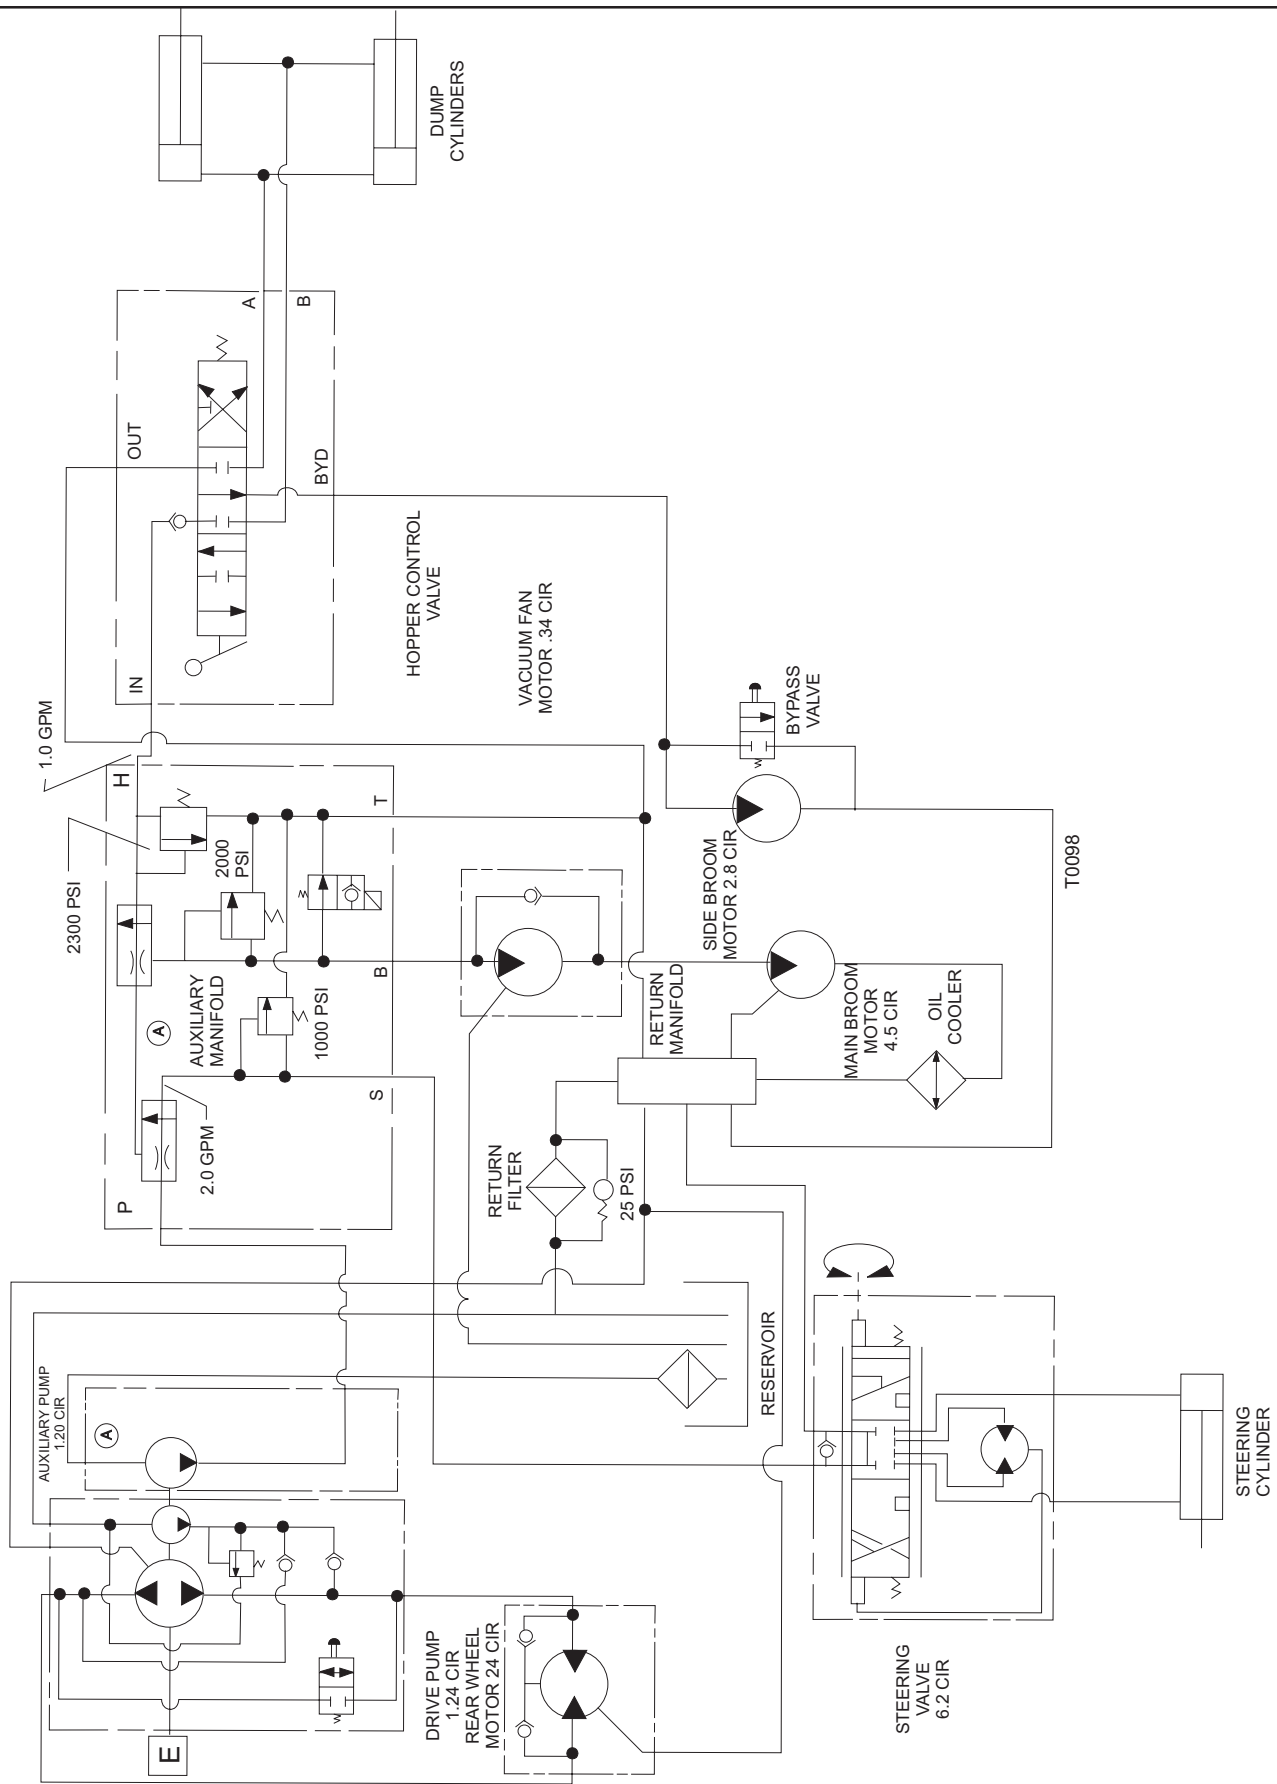 DUMP
CYLINDERS
A
B
OUT
BYD
IN
HOPPER CONTROL
VALVE
1.0 GPM
H
2300 PSI
2000
PSI
T
VACUUM FAN
MOTOR .34 CIR
BYPASS
VALVE
SIDE BROOM
MOTOR 2.8 CIR
T0098
A
AUXILIARY
MANIFOLD
1000 PSI
B
S
P
2.0 GPM
RETURN
MANIFOLD
MAIN BROOM
MOTOR
4.5 CIR
OIL
COOLER
RETURN
FILTER
25 PSI
RESERVOIR
AUXILIARY PUMP
1.20 CIR
A
E
DRIVE PUMP
1.24 CIR
REAR WHEEL
MOTOR 24 CIR
STEERING
VALVE
6.2 CIR
STEERING
CYLINDER